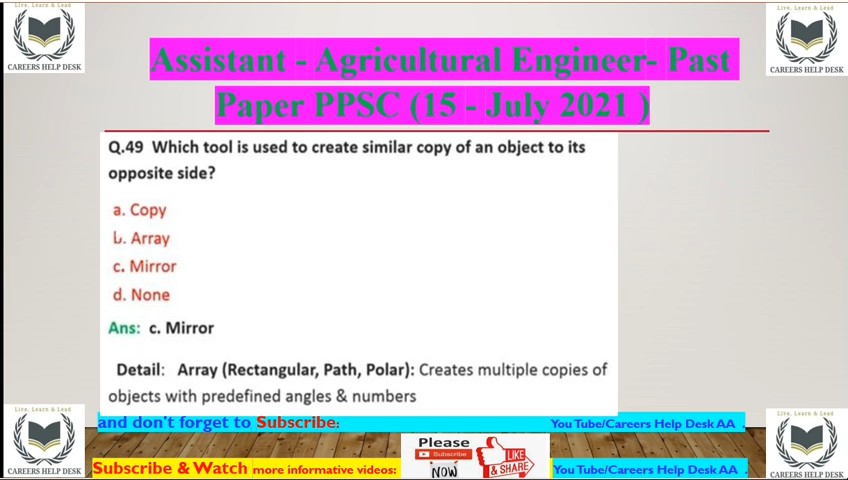 Live, Learn & Lead
CAREERS HELP DESK
Live, Learn & Lead
CAREERS HELP DESK
Assistant - Agricultural Engineer- Past
Paper PPSC (15 - July 2021 )
Q.49 Which tool is used to create similar copy of an object to its
opposite side?
a. Copy
b. Array
c. Mirror
d. None
Ans: c. Mirror
Detail: Array (Rectangular, Path, Polar): Creates multiple copies of
objects with predefined angles & numbers
Live, Learn & Lead
CAREERS HELP DESK
Live, Learn & Lead
CAREERS HELP DESK
and don't forget to Subscribe: You Tube/Careers Help Desk AA .
Subscribe & Watch more informative videos:
Please
Subscribe
NOW
LIKE
& SHARE
You Tube/Careers Help Desk AA .